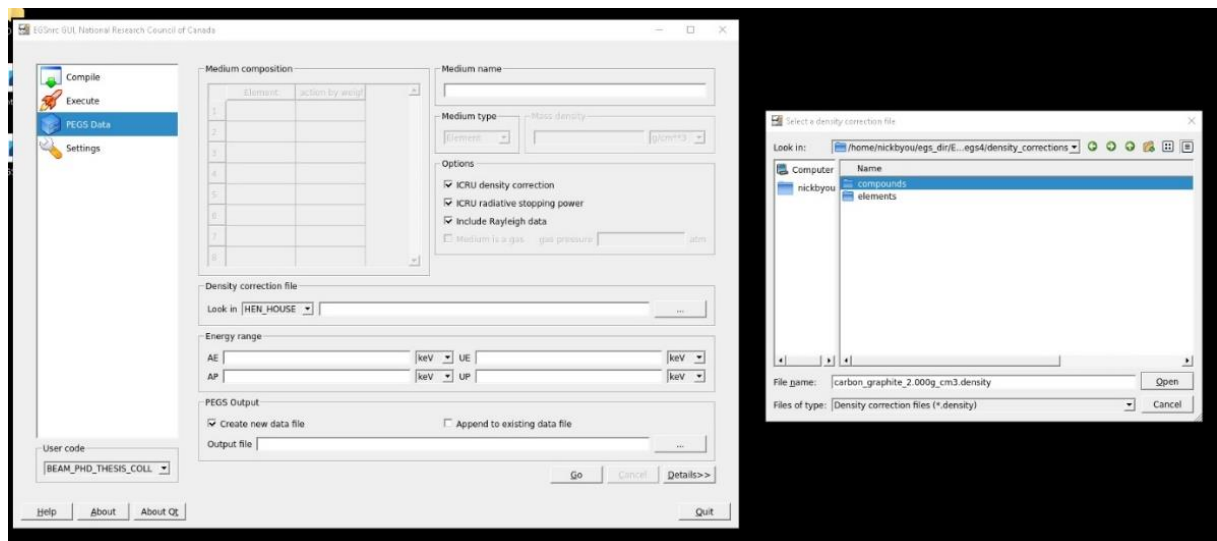 EGSnrc GUI, National Research Council of Canada
Compile
Execute
PEGS Data
Settings
User code
BEAM_PHD_THESIS_COLL
Medium composition
Element
action by weigl
1
2
3
4
5
6
7
8
Medium name
Medium type
Element
Mass density
g/cm**3
Options
ICRU density correction
ICRU radiative stopping power
Include Rayleigh data
Medium is a gas gas pressure atm
Density correction file
Look in HEN_HOUSE ...
Energy range
AE keV UE keV
AP keV UP keV
PEGS Output
Create new data file Append to existing data file
Output file ...
Go Cancel Details>>
Help About About Qt Quit
Select a density correction file
Look in: /home/nickbyou/egs_dir/E...egs4/density_corrections
Computer
nickbyou
Name
compounds
elements
File name: carbon_graphite_2.000g_cm3.density Open
Files of type: Density correction files (*.density) Cancel